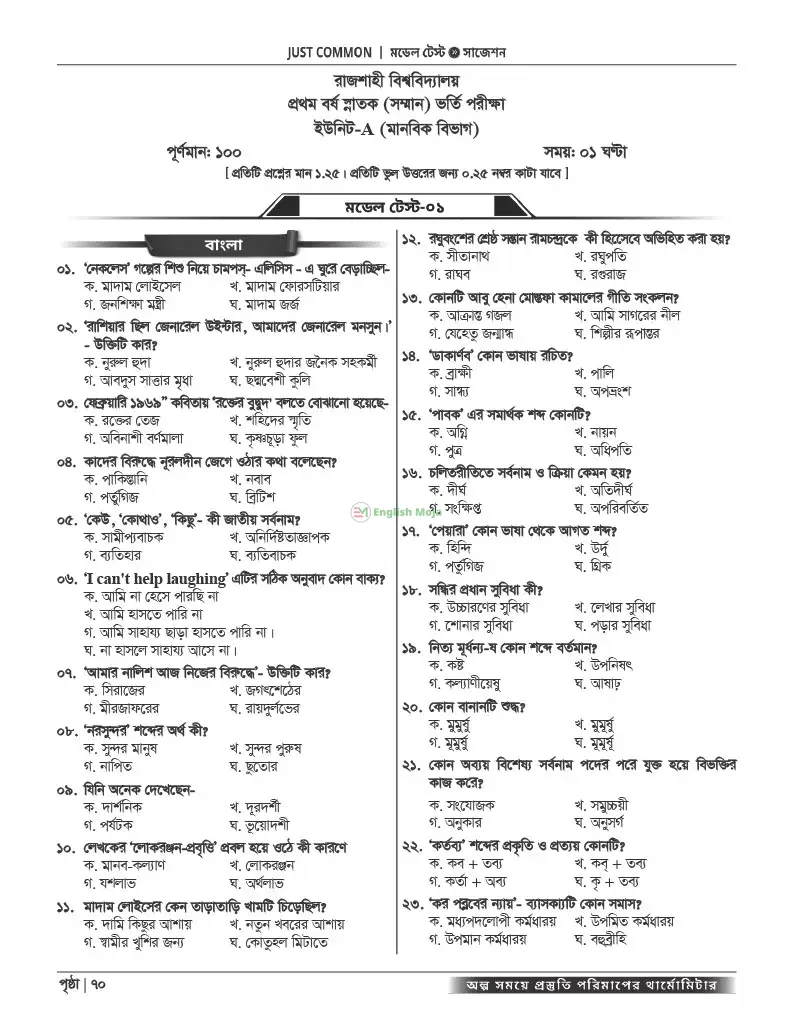 JUST COMMON | মডেল টেস্ট » সাজেশন
রাজশাহী বিশ্ববিদ্যালয়
প্রথম বর্ষ স্নাতক (সম্মান) ভর্তি পরীক্ষা
ইউনিট-A (মানবিক বিভাগ)
পূর্ণমান: ১০০ সময়: ০১ ঘণ্টা
[ প্রতিটি প্রশ্নের মান ১.২৫। প্রতিটি ভুল উত্তরের জন্য ০.২৫ নম্বর কাটা যাবে ]
মডেল টেস্ট-০১
বাংলা
০১. ‘নেকলেস’ গল্পের শিশু নিয়ে চামপস্- এলিসিস - এ ঘুরে বেড়াচ্ছিল-
ক. মাদাম লোইসেল খ. মাদাম ফোরসটিয়ার
গ. জনশিক্ষা মন্ত্রী ঘ. মাদাম জর্জ
০২. ‘রাশিয়ার ছিল জেনারেল উইন্টার, আমাদের জেনারেল মনসুন।’
- উক্তিটি কার?
ক. নুরুল হুদা খ. নুরুল হুদার জনৈক সহকর্মী
গ. আবদুস সাত্তার মৃধা ঘ. ছদ্মবেশী কুলি
০৩. ফেব্রুয়ারি ১৯৬৯” কবিতায় ‘রক্তের বুদ্বুদ’ বলতে বোঝানো হয়েছে-
ক. রক্তের তেজ খ. শহিদের স্মৃতি
গ. অবিনাশী বর্ণমালা ঘ. কৃষ্ণচূড়া ফুল
০৪. কাদের বিরুদ্ধে নূরলদীন জেগে ওঠার কথা বলেছেন?
ক. পাকিস্তানি খ. নবাব
গ. পর্তুগিজ ঘ. ব্রিটিশ
০৫. ‘কেউ’, ‘কোথাও’, ‘কিছু’- কী জাতীয় সর্বনাম?
ক. সামীপ্যবাচক খ. অনির্দিষ্টতাজ্ঞাপক
গ. ব্যতিহার ঘ. ব্যতিবাচক
০৬. ‘I can't help laughing’ এটির সঠিক অনুবাদ কোন বাক্য?
ক. আমি না হেসে পারছি না
খ. আমি হাসতে পারি না
গ. আমি সাহায্য ছাড়া হাসতে পারি না।
ঘ. না হাসলে সাহায্য আসে না।
০৭. ‘আমার নালিশ আজ নিজের বিরুদ্ধে’- উক্তিটি কার?
ক. সিরাজের খ. জগৎশেঠের
গ. মীরজাফরের ঘ. রায়দুর্লভের
০৮. ‘নরসুন্দর’ শব্দের অর্থ কী?
ক. সুন্দর মানুষ খ. সুন্দর পুরুষ
গ. নাপিত ঘ. ছুতোর
০৯. যিনি অনেক দেখেছেন-
ক. দার্শনিক খ. দূরদর্শী
গ. পর্যটক ঘ. ভূয়োদর্শী
১০. লেখকের ‘লোকরঞ্জন-প্রবৃত্তি’ প্রবল হয়ে ওঠে কী কারণে
ক. মানব-কল্যাণ খ. লোকরঞ্জন
গ. যশলাভ ঘ. অর্থলাভ
১১. মাদাম লোইসের কেন তাড়াতাড়ি খামটি চিড়েছিল?
ক. দামি কিছুর আশায় খ. নতুন খবরের আশায়
গ. স্বামীর খুশির জন্য ঘ. কোতুহল মিটাতে
১২. রঘুবংশের শ্রেষ্ঠ সন্তান রামচন্দ্রকে কী হিসেবে অভিহিত করা হয়?
ক. সীতানাথ খ. রঘুপতি
গ. রাঘব ঘ. রগুরাজ
১৩. কোনটি আবু হেনা মোস্তফা কামালের গীতি সংকলন?
ক. আক্রান্ত গজল খ. আমি সাগরের নীল
গ. যেহেতু জন্মান্ধ ঘ. শিল্পীর রূপান্তর
১৪. ‘ডাকার্ণব’ কোন ভাষায় রচিত?
ক. ব্রাক্ষী খ. পালি
গ. সান্ধ্য ঘ. অপভ্রংশ
১৫. ‘পাবক’ এর সমার্থক শব্দ কোনটি?
ক. অগ্নি খ. নায়ন
গ. পুত্র ঘ. অধিপতি
১৬. চলিতরীতিতে সর্বনাম ও ক্রিয়া কেমন হয়?
ক. দীর্ঘ খ. অতিদীর্ঘ
গ. সংক্ষিপ্ত ঘ. অপরিবর্তিত
English Moja
১৭. ‘পেয়ারা’ কোন ভাষা থেকে আগত শব্দ?
ক. হিন্দি খ. উর্দু
গ. পর্তুগিজ ঘ. গ্রিক
১৮. সন্ধির প্রধান সুবিধা কী?
ক. উচ্চারণের সুবিধা খ. লেখার সুবিধা
গ. শোনার সুবিধা ঘ. পড়ার সুবিধা
১৯. নিত্য মূর্ধন্য-ষ কোন শব্দে বর্তমান?
ক. কষ্ট খ. উপনিষৎ
গ. কল্যাণীয়েষু ঘ. আষাঢ়
২০. কোন বানানটি শুদ্ধ?
ক. মুমুর্ষু খ. মুমূর্ষু
গ. মূমুর্ষু ঘ. মূমূর্ষূ
২১. কোন অব্যয় বিশেষ্য সর্বনাম পদের পরে যুক্ত হয়ে বিভক্তির
কাজ করে?
ক. সংযোজক খ. সমুচ্চয়ী
গ. অনুকার ঘ. অনুসর্গ
২২. ‘কর্তব্য’ শব্দের প্রকৃতি ও প্রত্যয় কোনটি?
ক. কব + তব্য খ. কব্ + তব্য
গ. কর্তা + অব্য ঘ. কৃ + তব্য
২৩. ‘কর পল্লবের ন্যায়’- ব্যাসকাটি কোন সমাস?
ক. মধ্যপদলোপী কর্মধারয় খ. উপমিত কর্মধারয়
গ. উপমান কর্মধারয় ঘ. বহুব্রীহি
পৃষ্ঠা | ৭০ অল্প সময়ে প্রস্তুতি পরিমাপের থার্মোমিটার